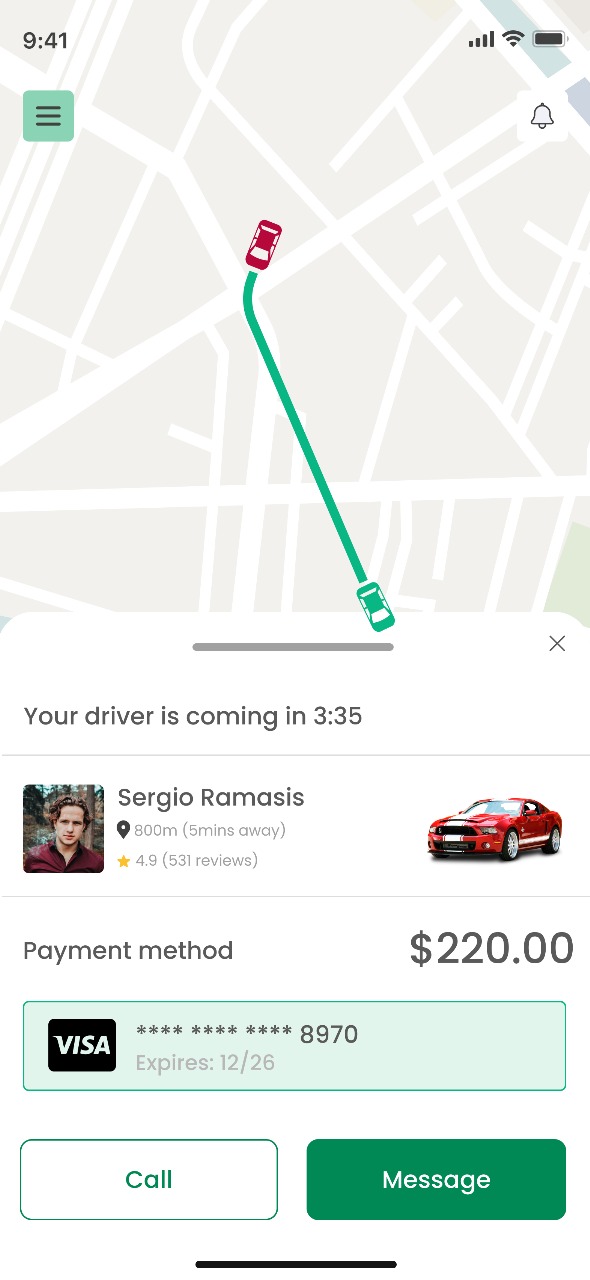 9:41
Your driver is coming in 3:35
Sergio Ramasis
800m (5mins away)
4.9 (531 reviews)
Payment method
$220.00
VISA
**** **** **** 8970
Expires: 12/26
Call
Message